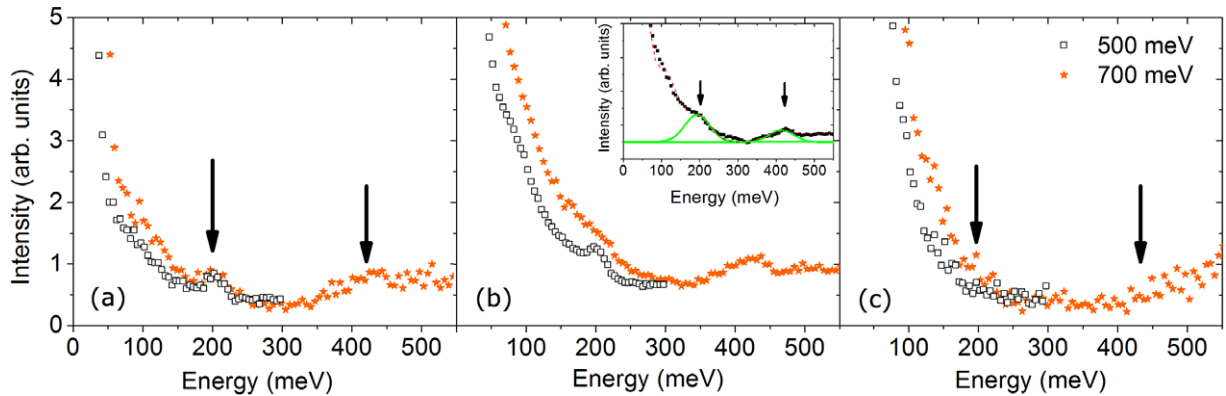 5
4
3
2
1
0
Intensity (arb. units)
(a)
0 100 200 300 400 500
Energy (meV)
(b)
100 200 300 400 500
Energy (meV)
Intensity (arb. units)
0 100 200 300 400 500
Energy (meV)
500 meV
700 meV
(c)
100 200 300 400 500
Energy (meV)